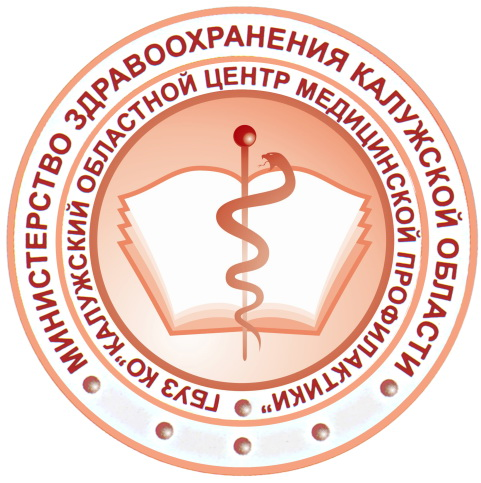 МИНИСТЕРСТВО ЗДРАВООХРАНЕНИЯ КАЛУЖСКОЙ ОБЛАСТИ
ГБУЗ КО "КАЛУЖСКИЙ ОБЛАСТНОЙ ЦЕНТР МЕДИЦИНСКОЙ ПРОФИЛАКТИКИ"